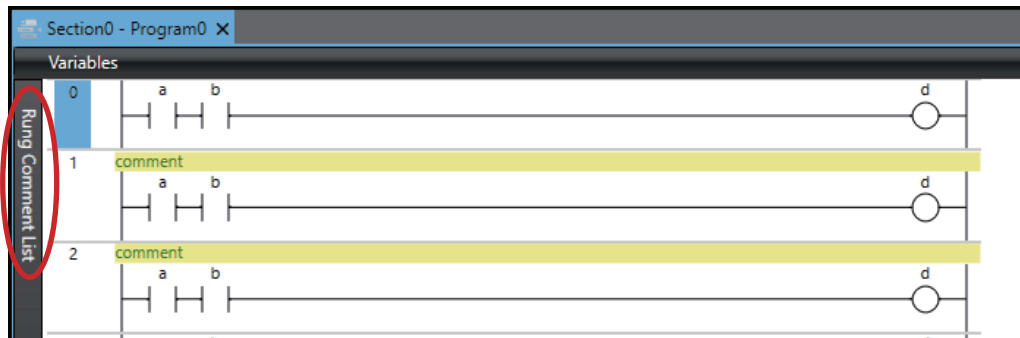 Section0 - Program0
Variables
Rung Comment List
0
a b d
1 comment
a b d
2 comment
a b d